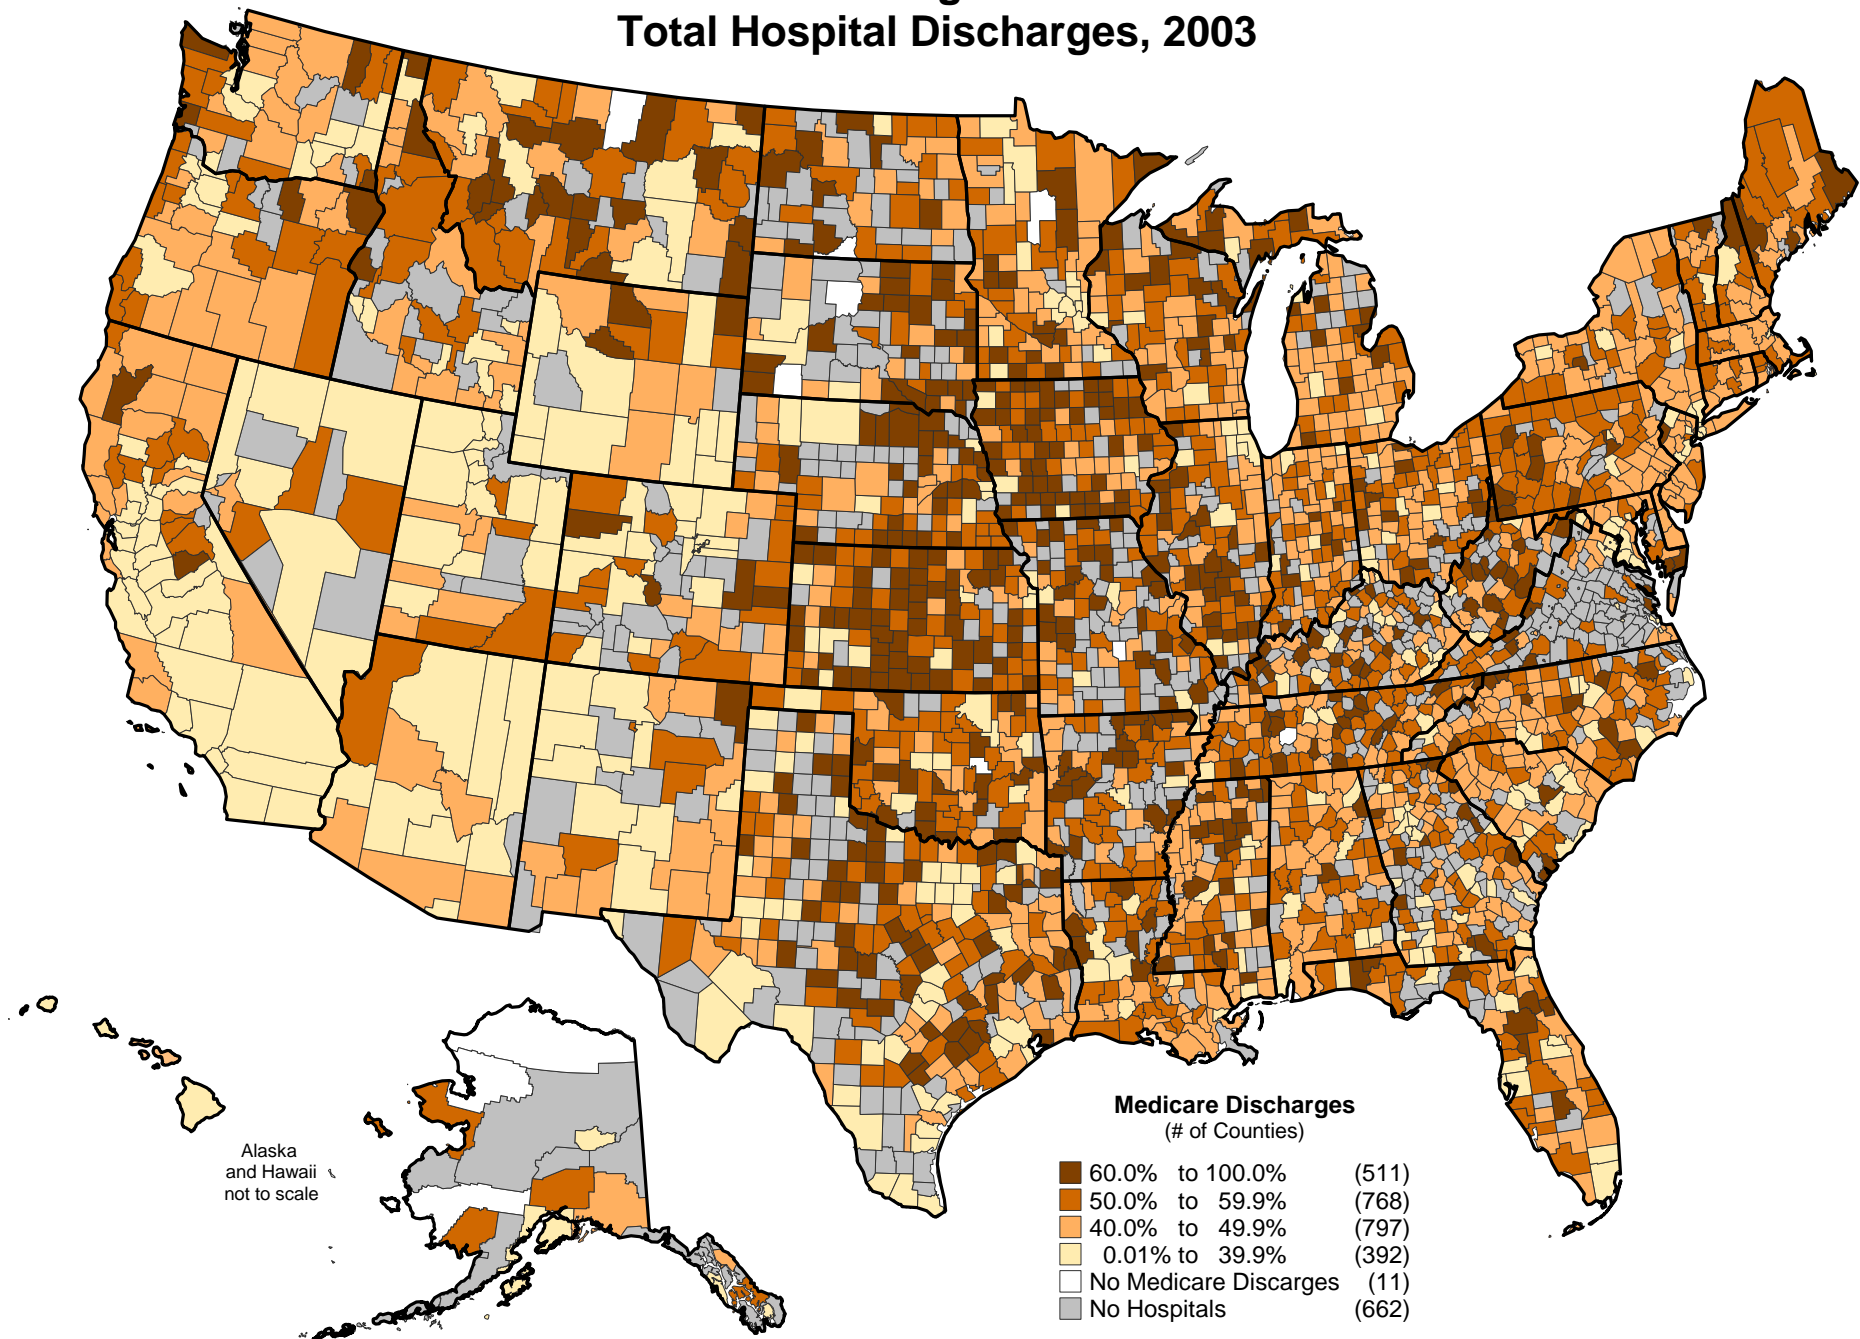 Total Hospital Discharges, 2003
Alaska
and Hawaii
not to scale
Medicare Discharges
(# of Counties)
60.0% to 100.0% (511)
50.0% to 59.9% (768)
40.0% to 49.9% (797)
0.01% to 39.9% (392)
No Medicare Discarges (11)
No Hospitals (662)